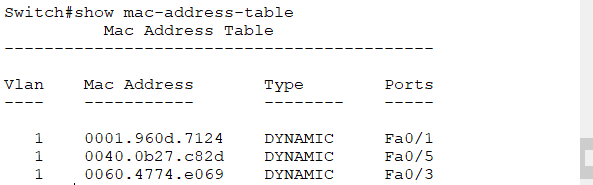 Switch#show mac-address-table
Mac Address Table
-------------------------------------------
Vlan Mac Address Type Ports
---- ----------- -------- -----
1 0001.960d.7124 DYNAMIC Fa0/1
1 0040.0b27.c82d DYNAMIC Fa0/5
1 0060.4774.e069 DYNAMIC Fa0/3